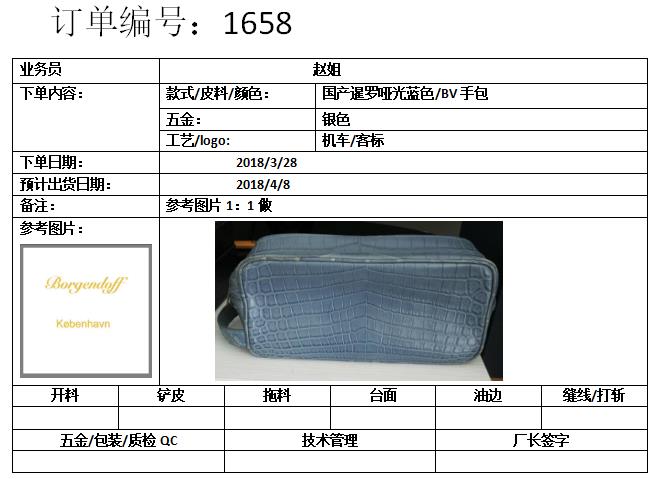 订单编号：1658
业务员 赵姐
下单内容： 款式/皮料/颜色： 国产暹罗哑光蓝色/BV手包
五金： 银色
工艺/logo: 机车/客标
下单日期： 2018/3/28
预计出货日期： 2018/4/8
备注： 参考图片1：1做
参考图片：
Borgendoff
København
开料 铲皮 拖料 台面 油边 缝线/打斩
五金/包装/质检QC 技术管理 厂长签字